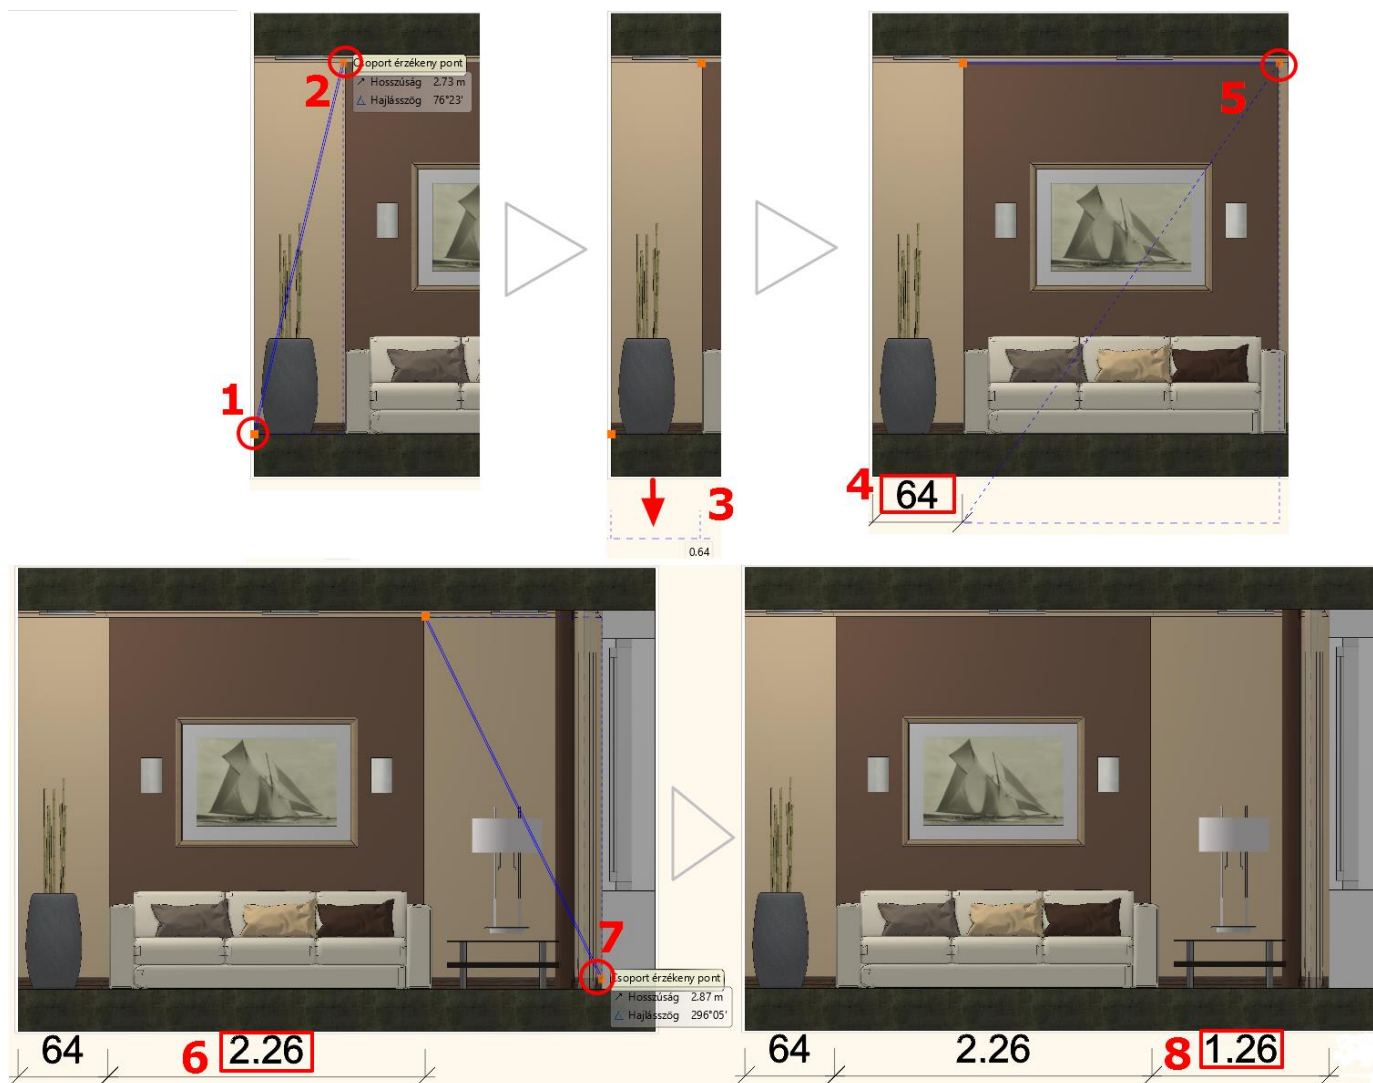 2
Csoport érzékeny pont
Hosszúság 2.73 m
Hajlásszög 76°23'
1
3
0.64
4
64
5
64
6
2.26
7
Csoport érzékeny pont
Hosszúság 2.87 m
Hajlásszög 296°05'
64
2.26
8
1.26